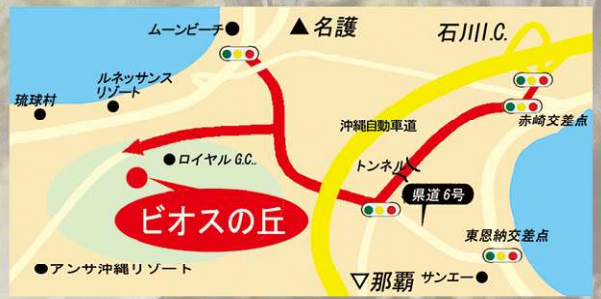 ムーンビーチ
▲名護
石川I.C.
ルネッサンス
リゾート
琉球村
赤崎交差点
沖縄自動車道
ロイヤル G.C..
トンネル
県道6号
ビオスの丘
東恩納交差点
アンサ沖縄リゾート
▽那覇
サンエー